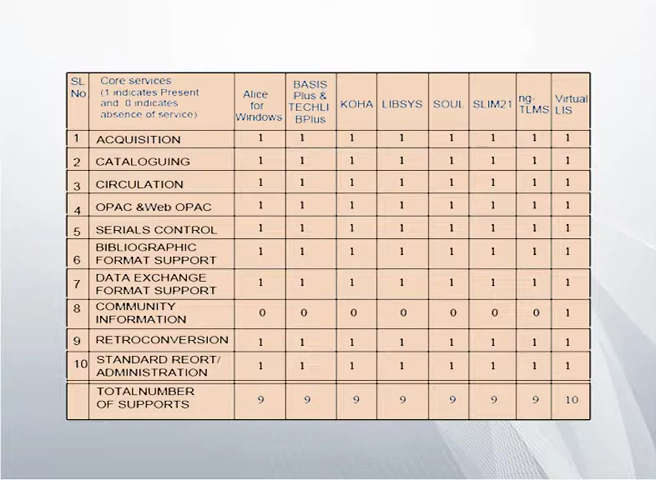 SL No | Core services (1 indicates Present and 0 indicates absence of service) | Alice for Windows | BASIS Plus & TECHLI BPlus | KOHA | LIBSYS | SOUL | SLIM21 | ng-TLMS | Virtual LIS
1 | ACQUISITION | 1 | 1 | 1 | 1 | 1 | 1 | 1 | 1
2 | CATALOGUING | 1 | 1 | 1 | 1 | 1 | 1 | 1 | 1
3 | CIRCULATION | 1 | 1 | 1 | 1 | 1 | 1 | 1 | 1
4 | OPAC &Web OPAC | 1 | 1 | 1 | 1 | 1 | 1 | 1 | 1
5 | SERIALS CONTROL | 1 | 1 | 1 | 1 | 1 | 1 | 1 | 1
6 | BIBLIOGRAPHIC FORMAT SUPPORT | 1 | 1 | 1 | 1 | 1 | 1 | 1 | 1
7 | DATA EXCHANGE FORMAT SUPPORT | 1 | 1 | 1 | 1 | 1 | 1 | 1 | 1
8 | COMMUNITY INFORMATION | 0 | 0 | 0 | 0 | 0 | 0 | 0 | 1
9 | RETROCONVERSION | 1 | 1 | 1 | 1 | 1 | 1 | 1 | 1
10 | STANDARD REORT/ ADMINISTRATION | 1 | 1 | 1 | 1 | 1 | 1 | 1 | 1
TOTALNUMBER OF SUPPORTS | 9 | 9 | 9 | 9 | 9 | 9 | 9 | 10